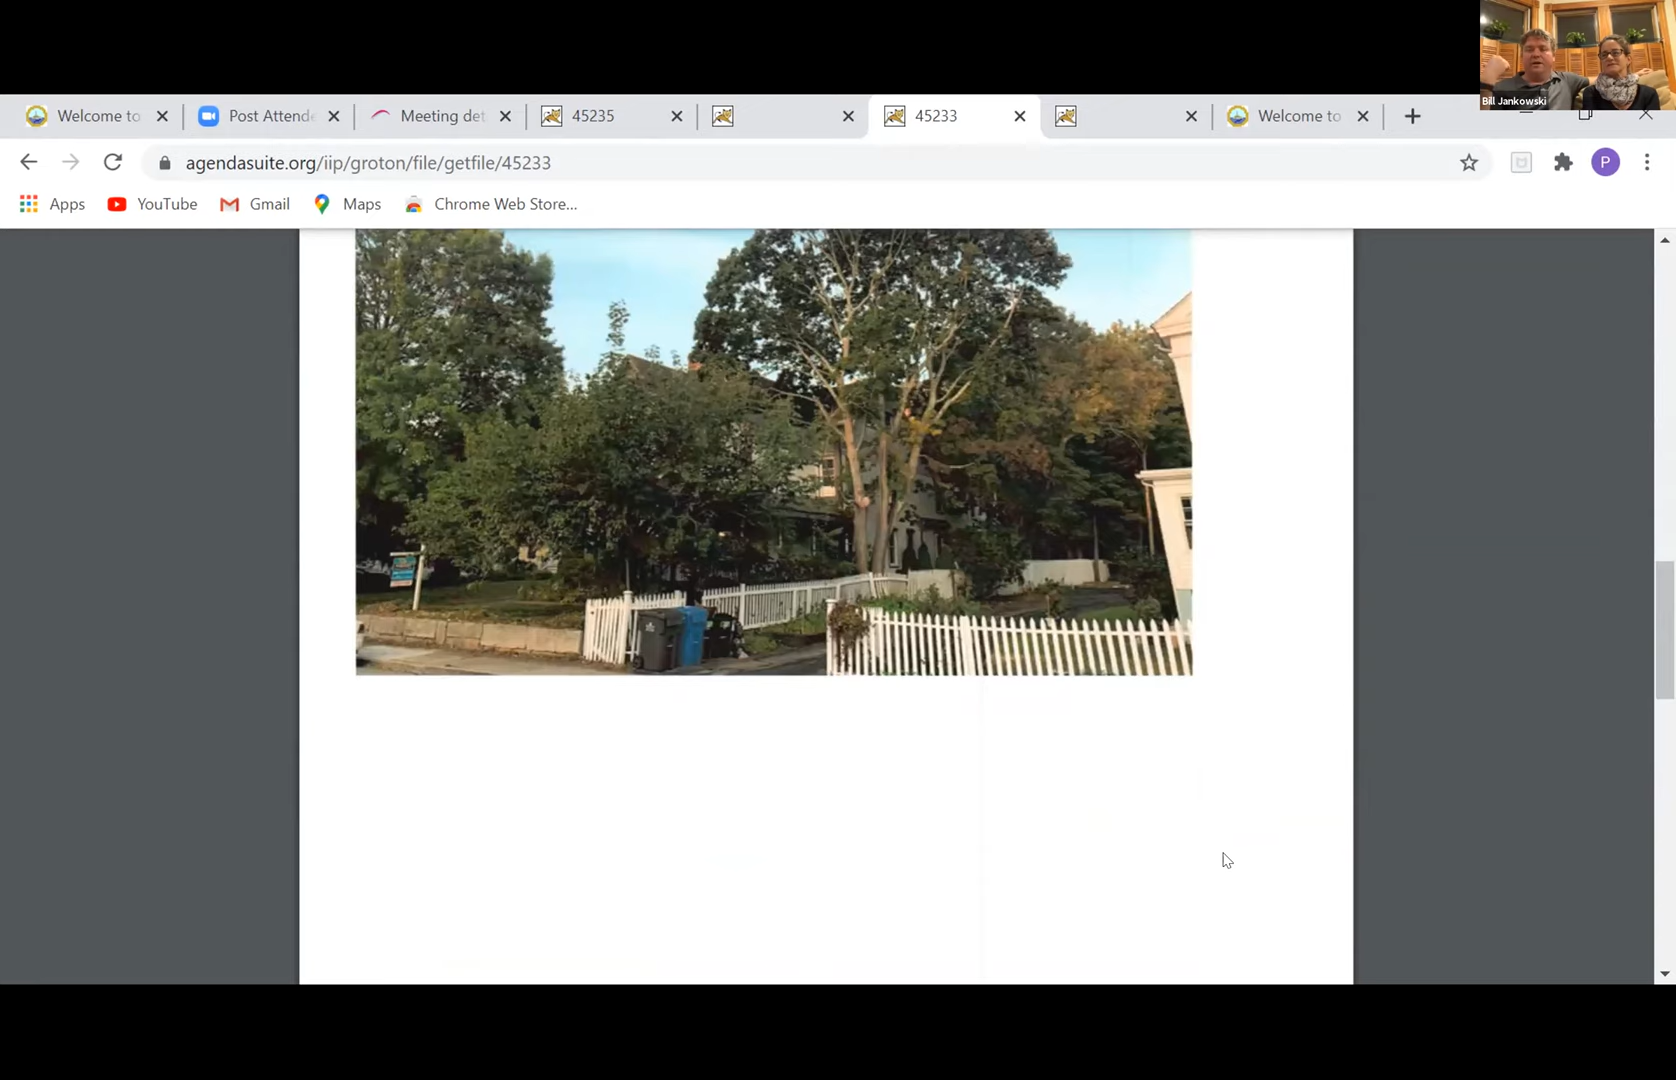 Bill Jankowski
Welcome to
Post Attende
Meeting det
45235
45233
Welcome to
agendasuite.org/iip/groton/file/getfile/45233
P
Apps
YouTube
Gmail
Maps
Chrome Web Store...